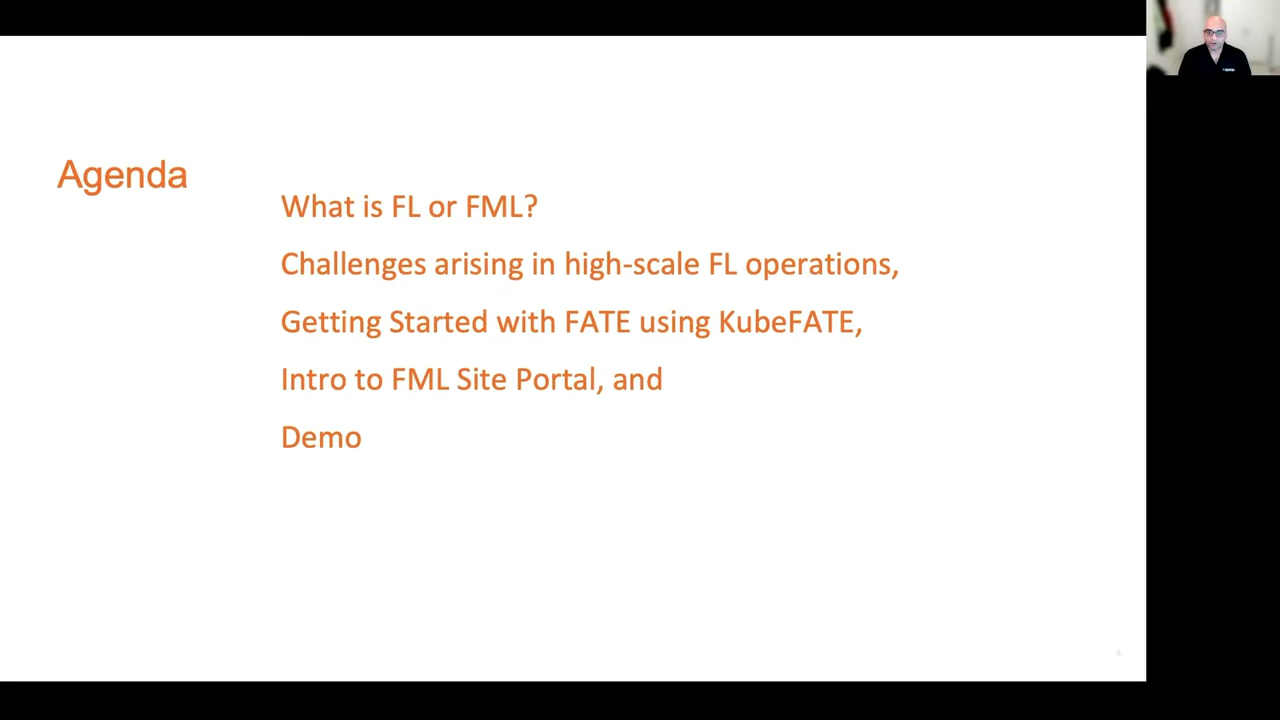 Agenda
What is FL or FML?
Challenges arising in high-scale FL operations,
Getting Started with FATE using KubeFATE,
Intro to FML Site Portal, and
Demo
4